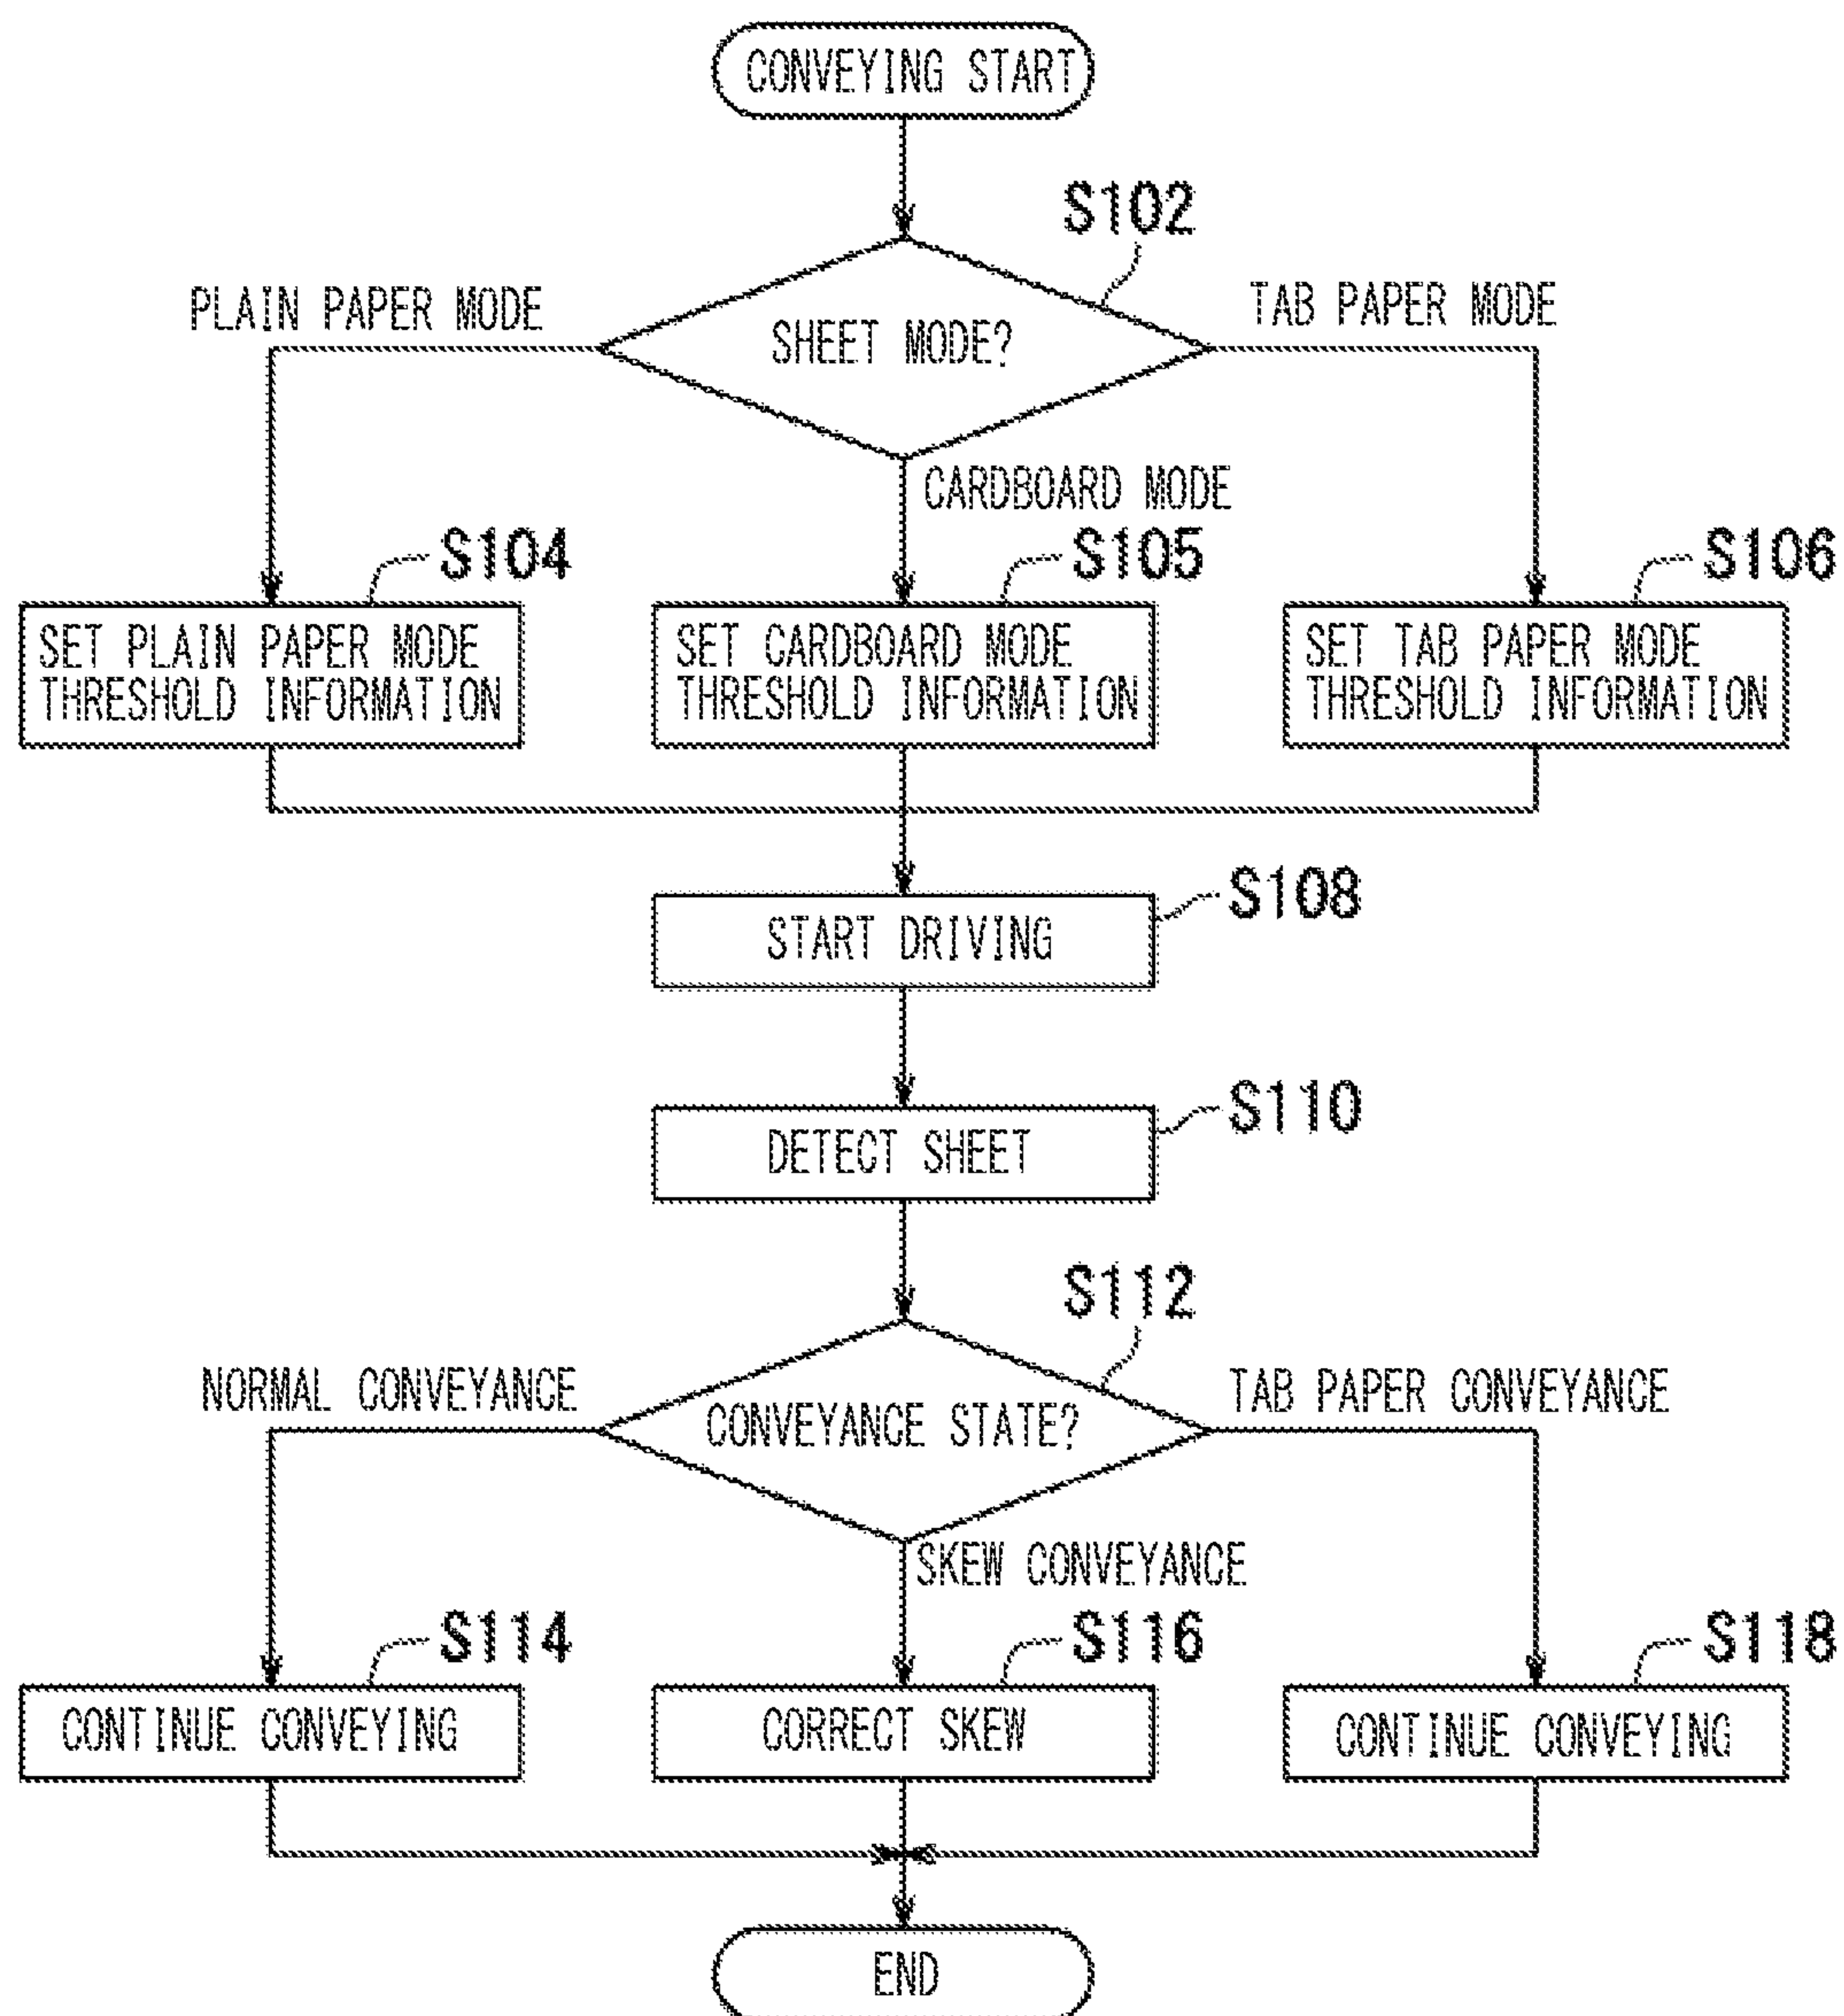 CONVEYING START
S102
PLAIN PAPER MODE
SHEET MODE?
TAB PAPER MODE
CARDBOARD MODE
S104
S105
S106
SET PLAIN PAPER MODE
THRESHOLD INFORMATION
SET CARDBOARD MODE
THRESHOLD INFORMATION
SET TAB PAPER MODE
THRESHOLD INFORMATION
S108
START DRIVING
S110
DETECT SHEET
S112
NORMAL CONVEYANCE
CONVEYANCE STATE?
TAB PAPER CONVEYANCE
SKEW CONVEYANCE
S114
S116
S118
CONTINUE CONVEYING
CORRECT SKEW
CONTINUE CONVEYING
END